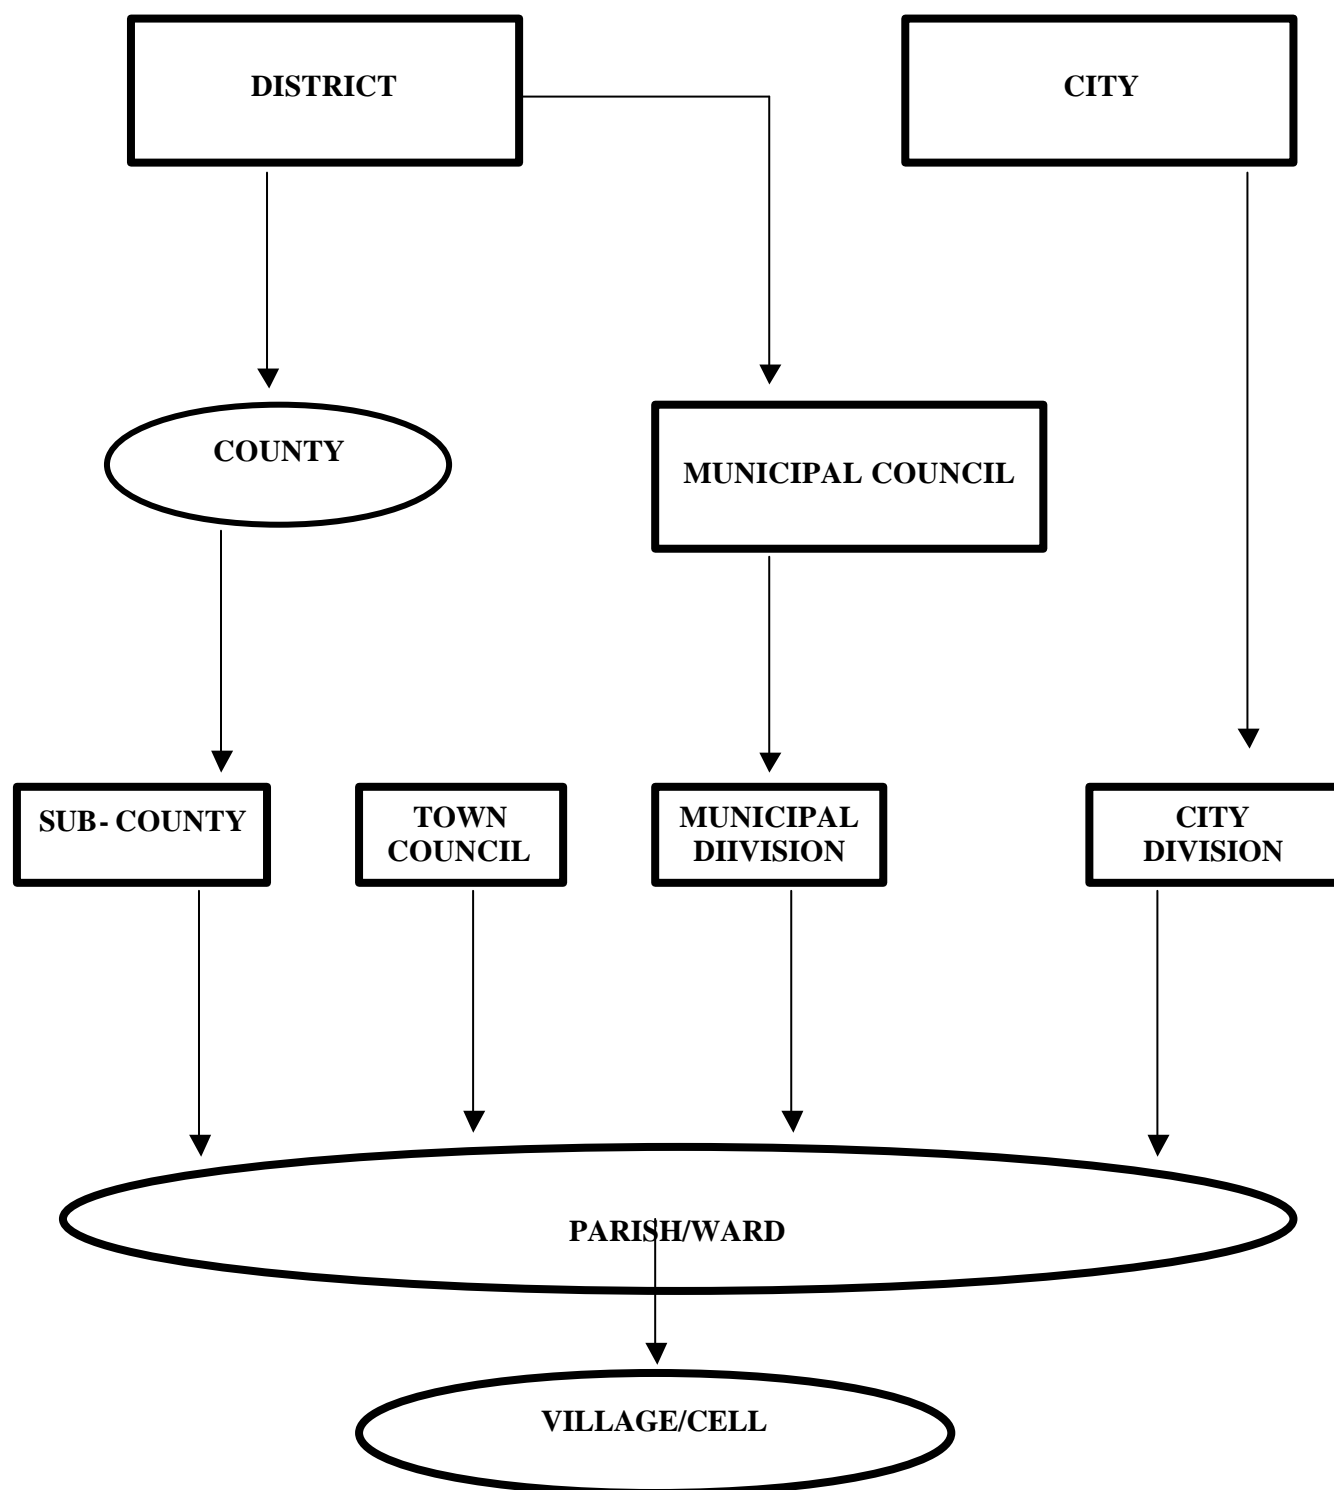 DISTRICT
CITY
COUNTY
MUNICIPAL COUNCIL
SUB- COUNTY
TOWN
COUNCIL
MUNICIPAL
DIIVISION
CITY
DIVISION
PARISH/WARD
VILLAGE/CELL